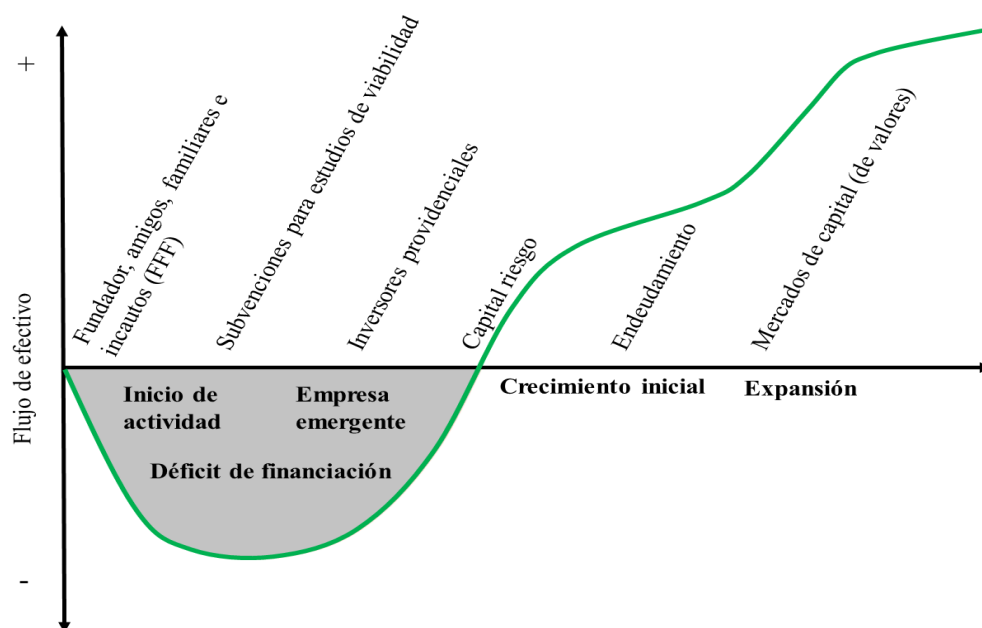 +
Flujo de efectivo
-
Fundador, amigos, familiares e
incautos (FFF)
Subvenciones para estudios de viabilidad
Inversores providenciales
Capital riesgo
Endeudamiento
Mercados de capital (de valores)
Inicio de
actividad
Empresa
emergente
Déficit de financiación
Crecimiento inicial
Expansión